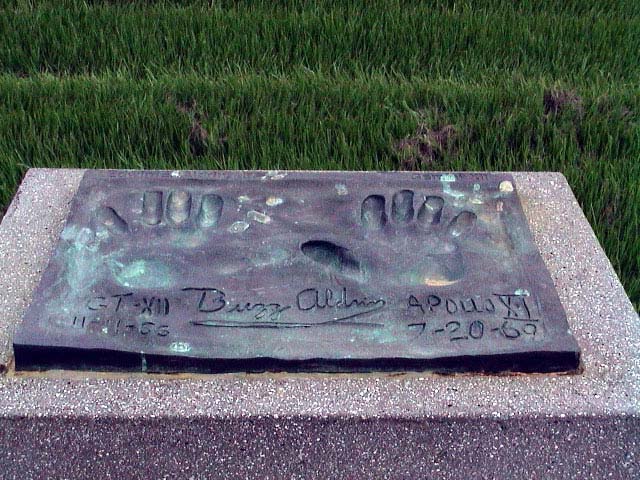 GT-XII Buzz Aldrin APOLLO XI
11-11-66 7-20-69